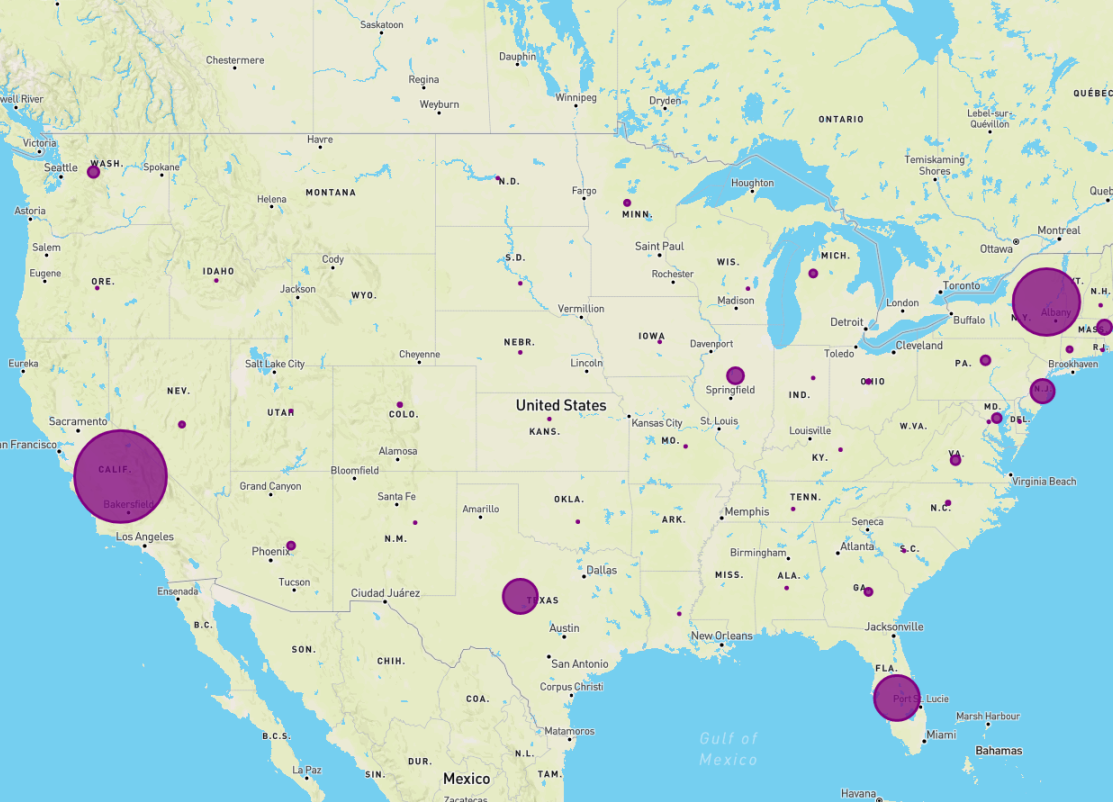 Saskatoon
Dauphin
Chestermere
Regina
Winnipeg
Dryden
QUÉBEC
well River
Weyburn
ONTARIO
Lebel-sur-
Quévillon
Victoria
Havre
WASH.
Seattle
Spokane
Temiskaming
Shores
N.D.
Fargo
Houghton
MONTANA
Helena
Queb
Astoria
MINN.
Montreal
Salem
Saint Paul
Ottawa
Cody
S.D.
WIS.
MICH.
Eugene
IDAHO
ORE.
Rochester
VT.
Jackson
WYO.
Toronto
N.H.
Madison
London
Vermillion
Albany
N.Y.
Buffalo
Detroit
MASS.
IOWA
NEBR.
Davenport
Cleveland
R.I.
Toledo
Cheyenne
Eureka
Salt Lake City
Lincoln
PA.
Brookhaven
OHIO
NEV.
Springfield
IND.
N.J.
United States
MD.
UTAH
COLO.
Sacramento
Kansas City
St. Louis
DEL.
W.VA.
KANS.
Louisville
an Francisco
MO.
Alamosa
VA.
KY.
CALIF.
Bloomfield
Virginia Beach
Grand Canyon
Santa Fe
OKLA.
TENN.
Bakersfield
N.C.
Amarillo
Memphis
ARK.
Seneca
Los Angeles
N.M.
Atlanta
S.C.
Phoenix
Birmingham
Dallas
MISS.
ALA.
Tucson
GA.
Ensenada
Ciudad Juárez
TEXAS
B.C.
Austin
Jacksonville
New Orleans
SON.
CHIH.
San Antonio
FLA.
Corpus Christi
COA.
Port St. Lucie
Marsh Harbour
Matamoros
B.C.S.
Gulf of
Mexico
Miami
Bahamas
N.L.
DUR.
La Paz
SIN.
Mexico
TAM.
Havana
Zacatecas